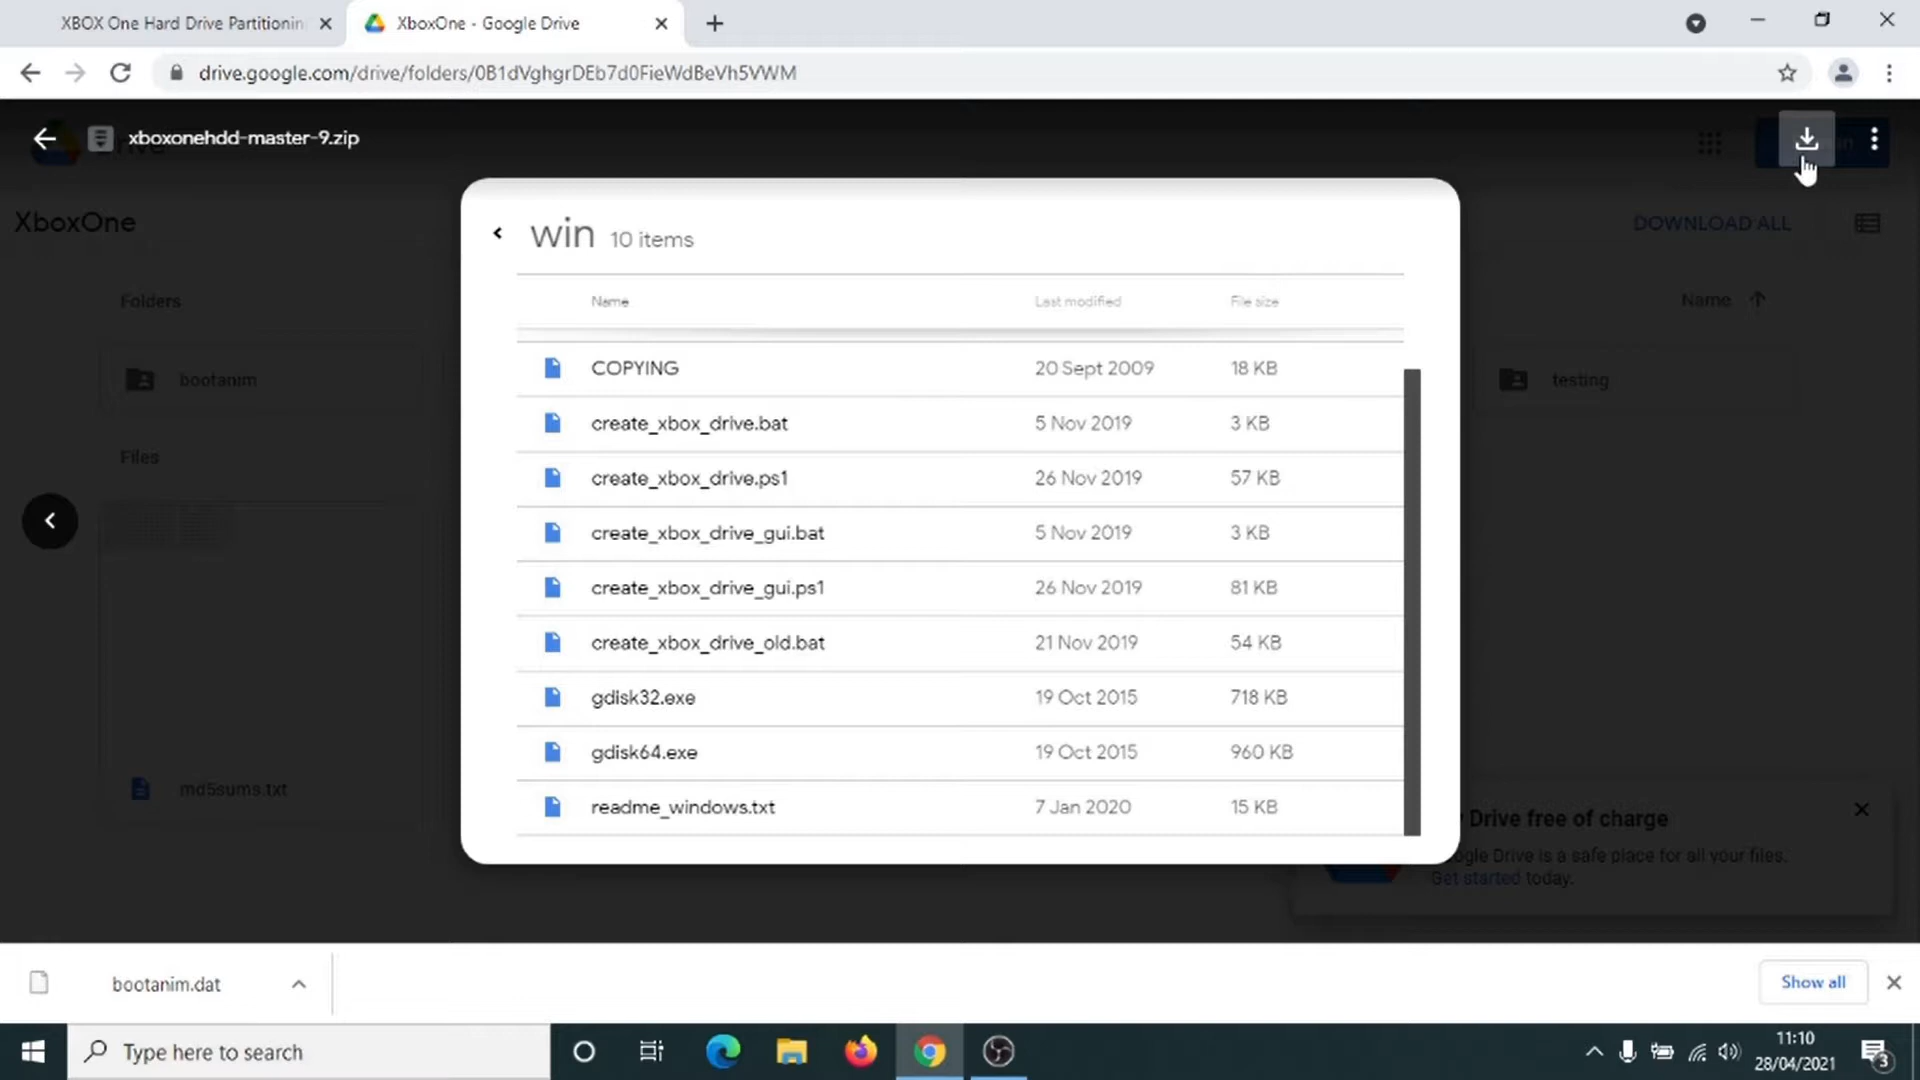 XBOX One Hard Drive Partitionin
XboxOne - Google Drive
drive.google.com/drive/folders/0B1dVghgrDEb7d0FieWdBeVh5VWM
xboxonehdd-master-9.zip
XboxOne
DOWNLOAD ALL
win 10 items
Name Last modified File size
Folders
Name
COPYING 20 Sept 2009 18 KB
bootanim
testing
create_xbox_drive.bat 5 Nov 2019 3 KB
Files
create_xbox_drive.ps1 26 Nov 2019 57 KB
create_xbox_drive_gui.bat 5 Nov 2019 3 KB
create_xbox_drive_gui.ps1 26 Nov 2019 81 KB
create_xbox_drive_old.bat 21 Nov 2019 54 KB
gdisk32.exe 19 Oct 2015 718 KB
gdisk64.exe 19 Oct 2015 960 KB
md5sums.txt
readme_windows.txt 7 Jan 2020 15 KB
Drive free of charge
ogle Drive is a safe place for all your files.
Get started today.
bootanim.dat
Show all
Type here to search
11:10
28/04/2021
3